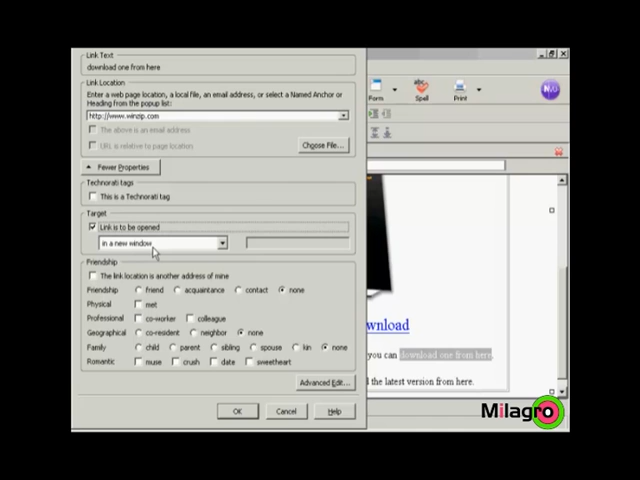 Link Text
download one from here
Link Location
Enter a web page location, a local file, an email address, or select a Named Anchor or
Heading from the popup list:
http://www.winzip.com
The above is an email address
URL is relative to page location
Choose File...
Fewer Properties
Technorati tags
This is a Technorati tag
Target
Link is to be opened
in a new window
Friendship
The link location is another address of mine
Friendship friend acquaintance contact none
Physical met
Professional co-worker colleague
Geographical co-resident neighbor none
Family child parent sibling spouse kin none
Romantic muse crush date sweetheart
Advanced Edit...
OK Cancel Help
Form Spell Print
wnload
you can download one from here.
the latest version from here.
Milagro